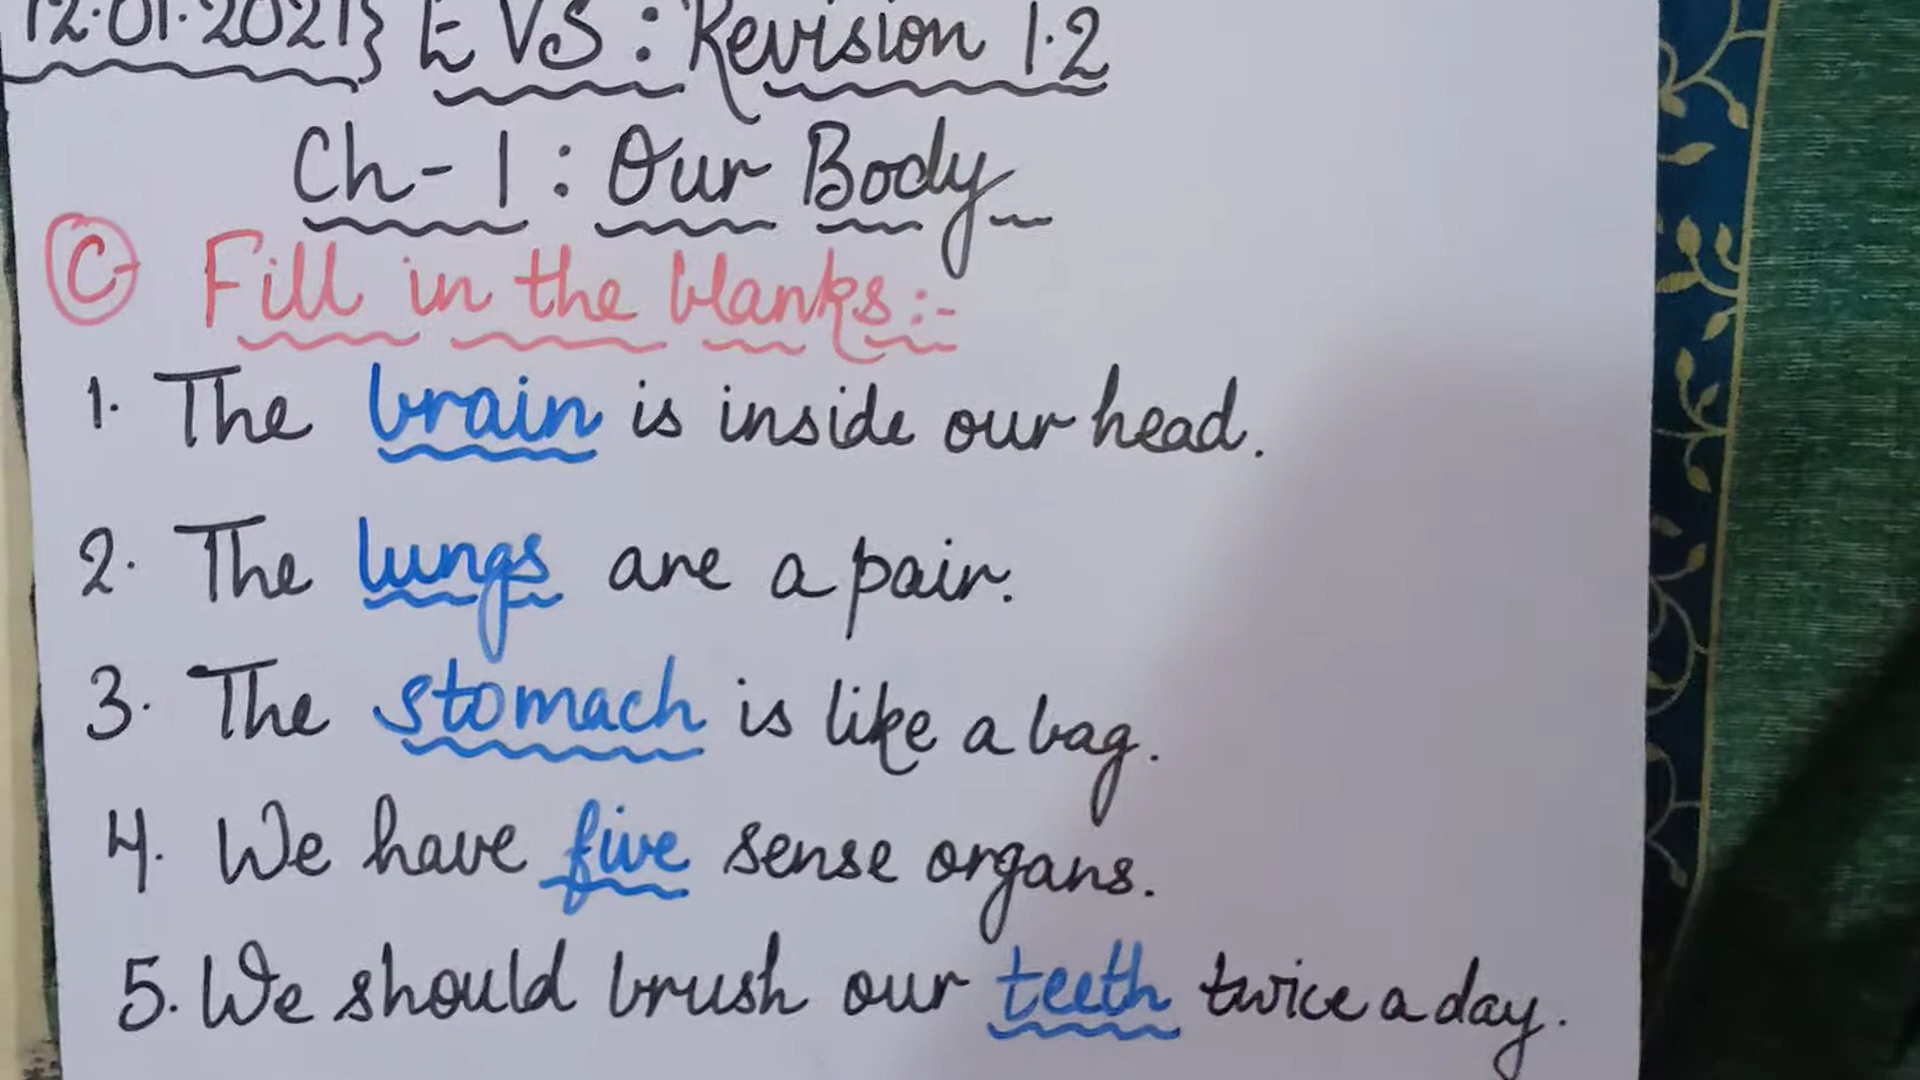 12.01.2021} EVS : Revision 1.2
Ch-1 : Our Body
C Fill in the blanks:-
1. The brain is inside our head.
2. The lungs are a pair.
3. The stomach is like a bag.
4. We have five sense organs.
5. We should brush our teeth twice a day.